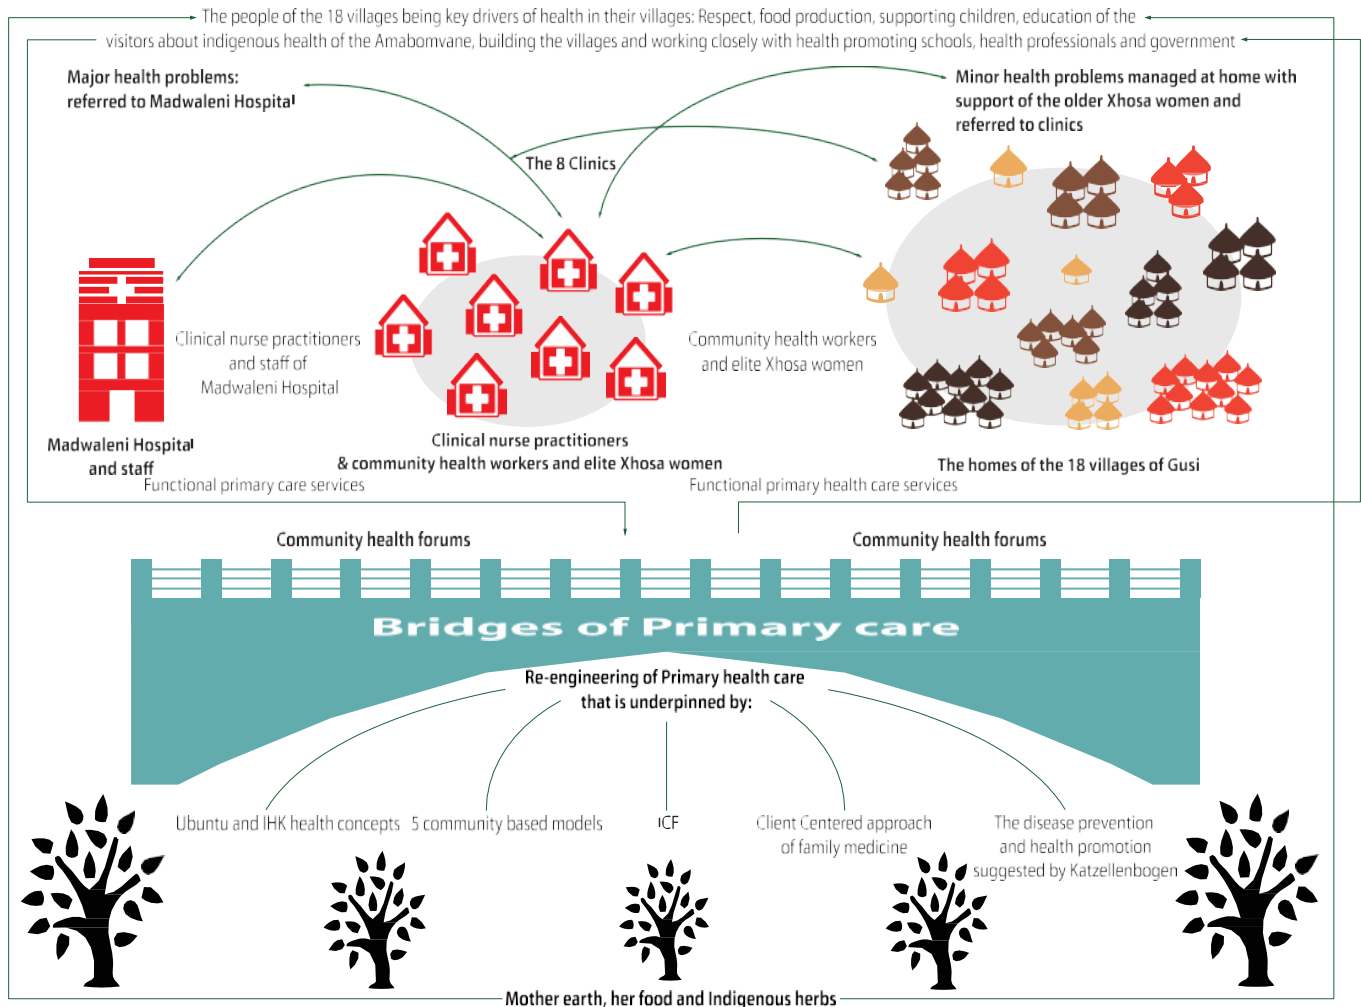 The people of the 18 villages being key drivers of health in their villages: Respect, food production, supporting children, education of the
visitors about indigenous health of the Amabomvane, building the villages and working closely with health promoting schools, health professionals and government
Major health problems:
referred to Madwaleni Hospital
Minor health problems managed at home with
support of the older Xhosa women and
referred to clinics
The 8 Clinics
Clinical nurse practitioners
and staff of
Madwaleni Hospital
Community health workers
and elite Xhosa women
Madwaleni Hospital
and staff
Clinical nurse practitioners
& community health workers and elite Xhosa women
The homes of the 18 villages of Gusi
Functional primary care services
Functional primary health care services
Community health forums
Community health forums
Bridges of Primary care
Re-engineering of Primary health care
that is underpinned by:
Ubuntu and IHK health concepts
5 community based models
ICF
Client Centered approach
of family medicine
The disease prevention
and health promotion
suggested by Katzellenbogen
Mother earth, her food and Indigenous herbs